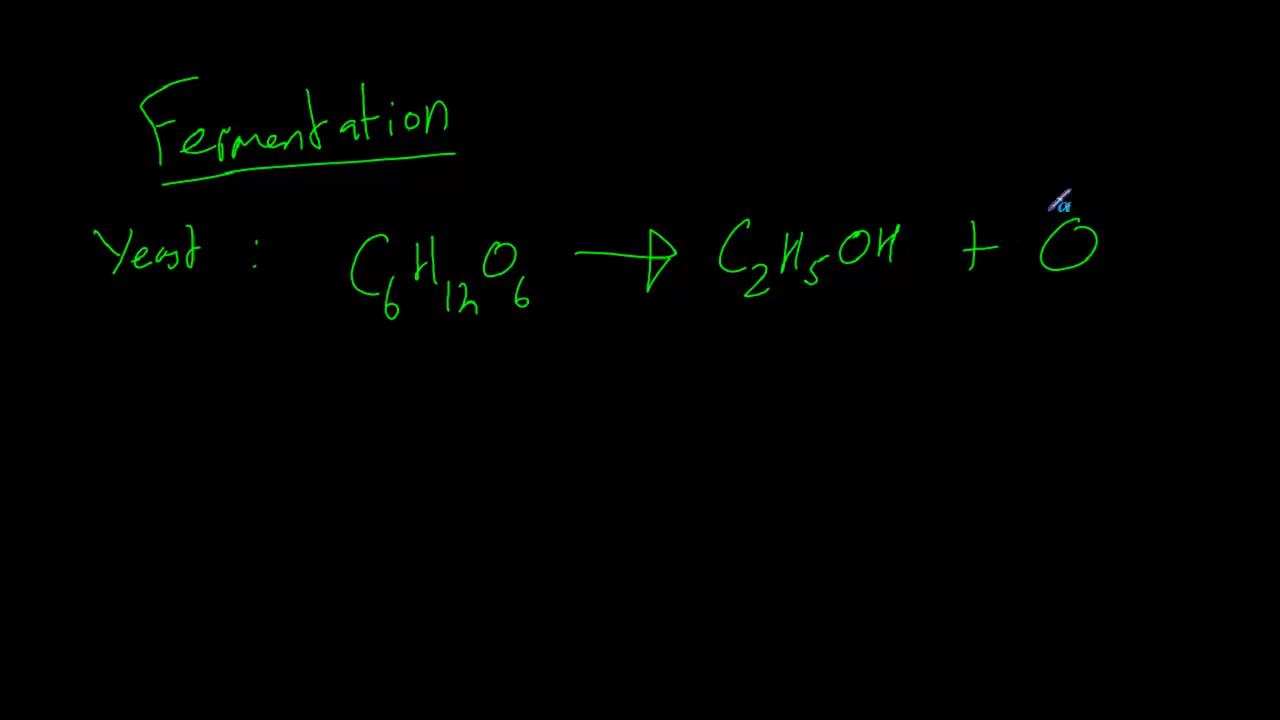 Fermentation
Yeast : C6H12O6 → C2H5OH + O